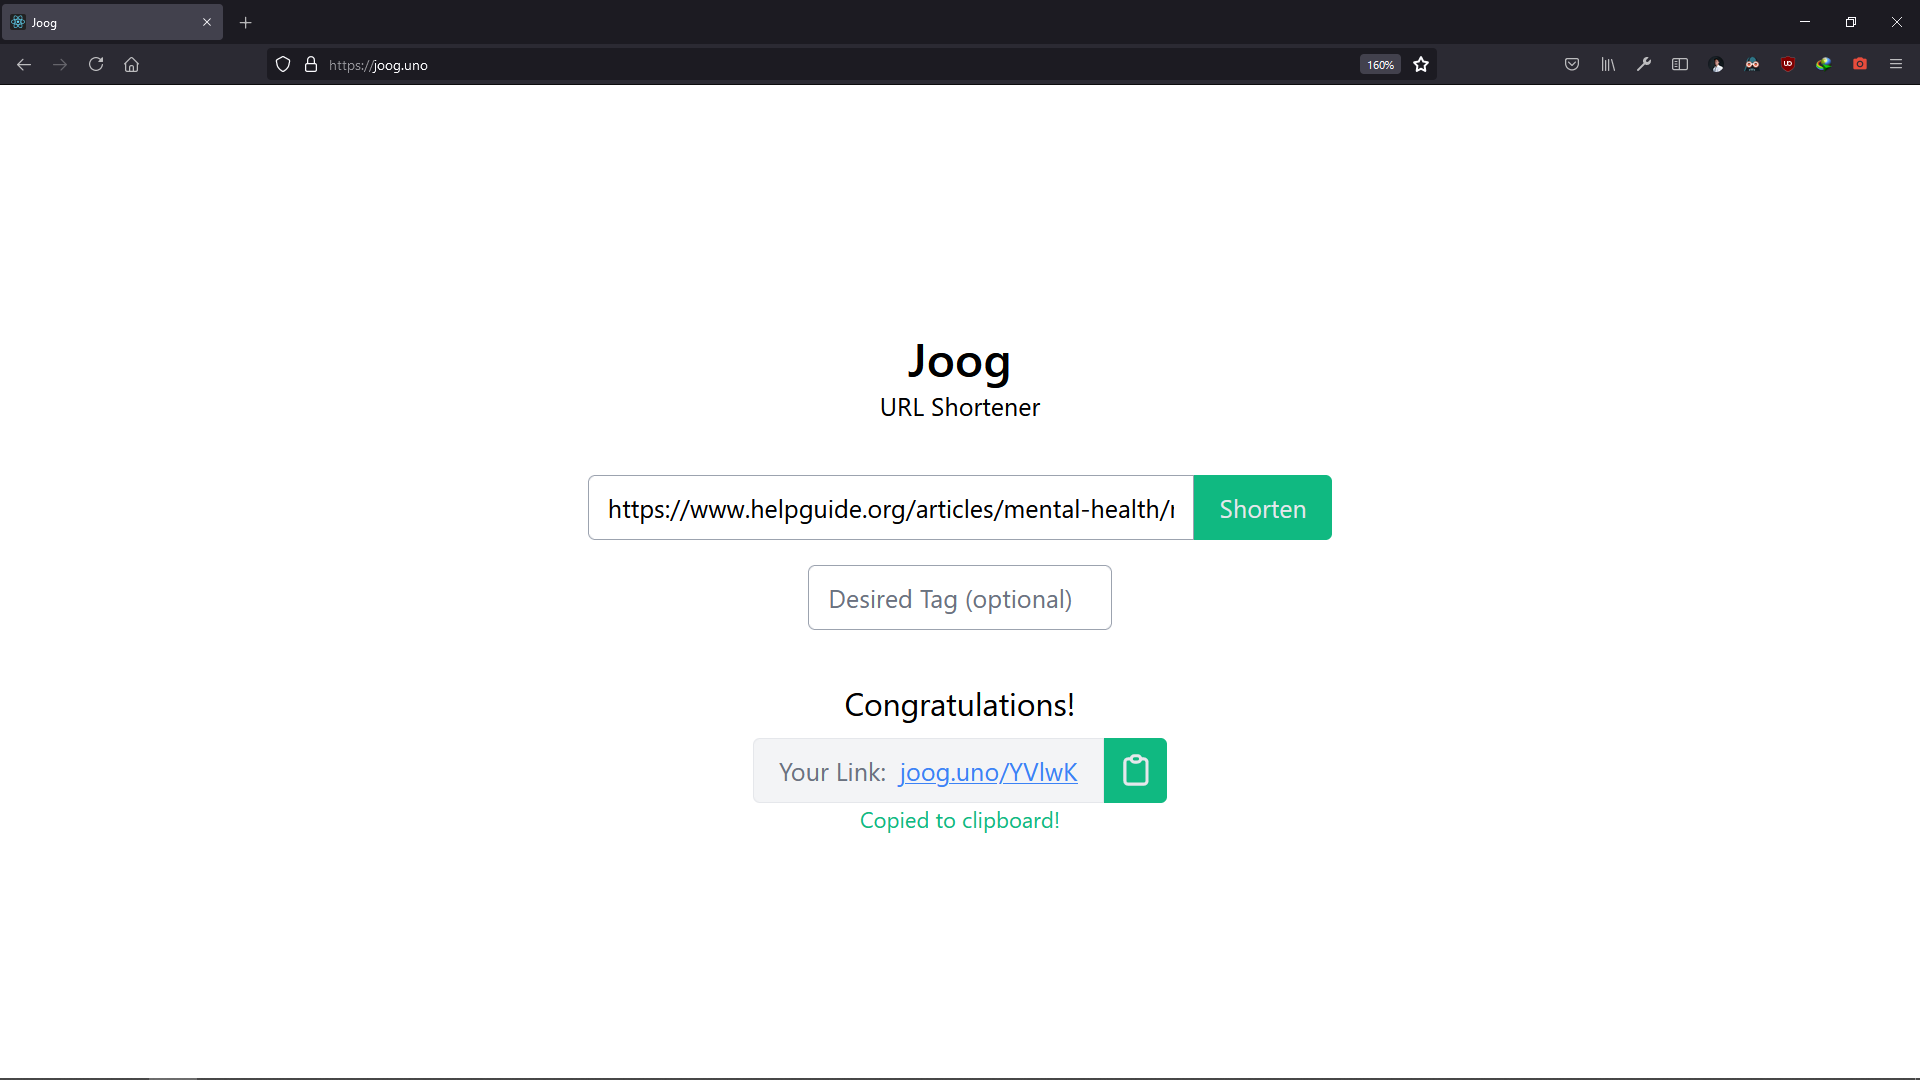 Joog
https://joog.uno
160%
Joog
URL Shortener
https://www.helpguide.org/articles/mental-health/
Shorten
Desired Tag (optional)
Congratulations!
Your Link: joog.uno/YVlwK
Copied to clipboard!